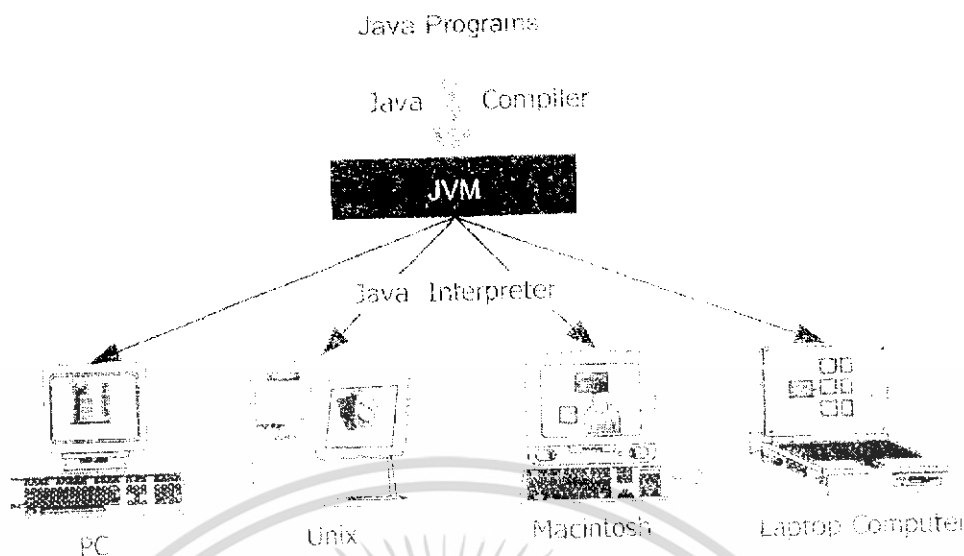 Java Programs
Java Compiler
JVM
Java Interpreter
PC
Unix
Macintosh
Laptop Computer